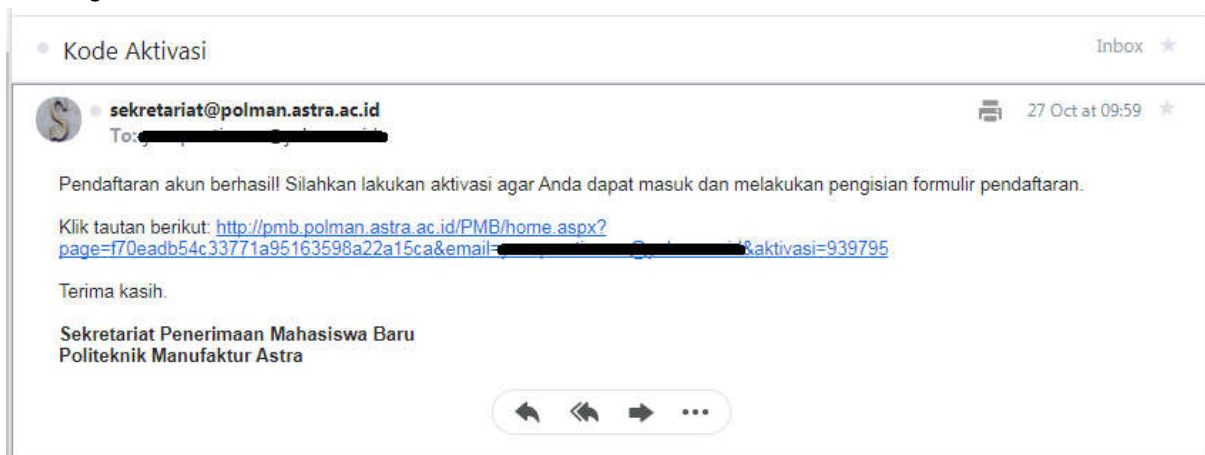 Kode Aktivasi
Inbox
sekretariat@polman.astra.ac.id
27 Oct at 09:59
To:
Pendaftaran akun berhasil! Silahkan lakukan aktivasi agar Anda dapat masuk dan melakukan pengisian formulir pendaftaran.
Klik tautan berikut: http://pmb.polman.astra.ac.id/PMB/home.aspx?
page=f70eadb54c33771a95163598a22a15ca&email= &aktivasi=939795
Terima kasih.
Sekretariat Penerimaan Mahasiswa Baru
Politeknik Manufaktur Astra